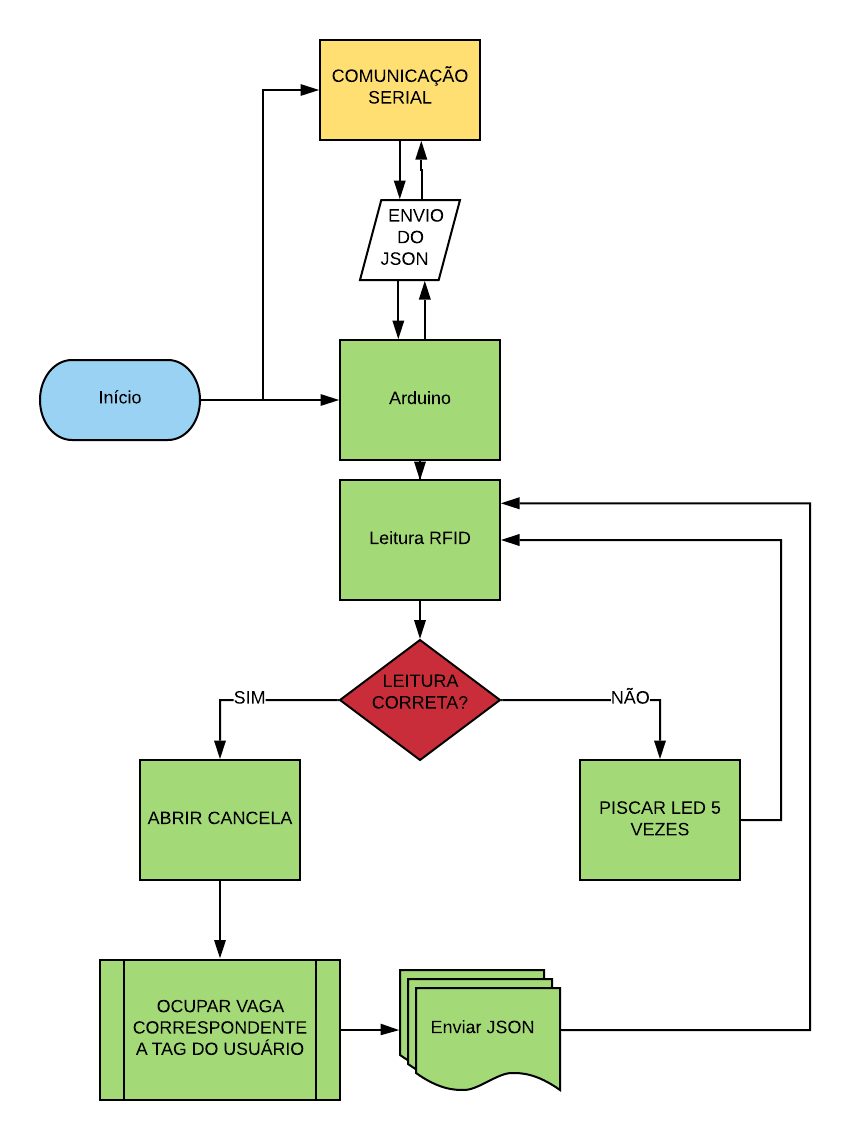 COMUNICAÇÃO
SERIAL
ENVIO
DO
JSON
Início
Arduino
Leitura RFID
LEITURA
CORRETA?
SIM
NÃO
ABRIR CANCELA
PISCAR LED 5
VEZES
OCUPAR VAGA
CORRESPONDENTE
A TAG DO USUÁRIO
Enviar JSON